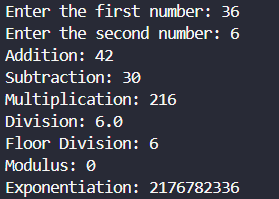 Enter the first number: 36
Enter the second number: 6
Addition: 42
Subtraction: 30
Multiplication: 216
Division: 6.0
Floor Division: 6
Modulus: 0
Exponentiation: 2176782336